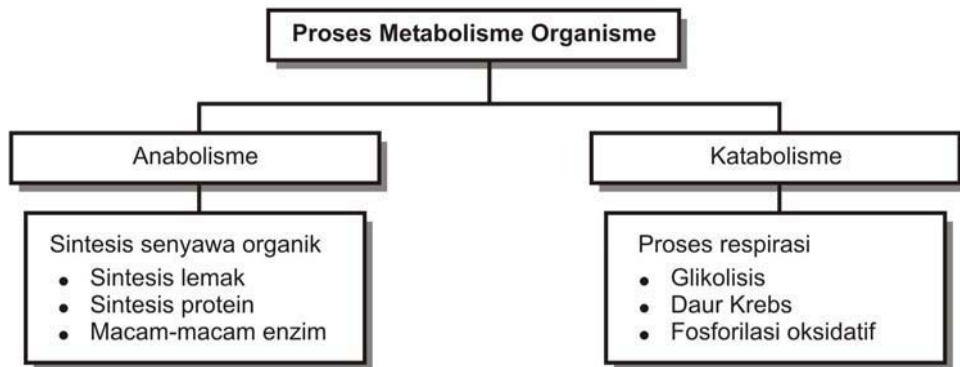 Proses Metabolisme Organisme
Anabolisme
Katabolisme
Sintesis senyawa organik
• Sintesis lemak
• Sintesis protein
• Macam-macam enzim
Proses respirasi
• Glikolisis
• Daur Krebs
• Fosforilasi oksidatif